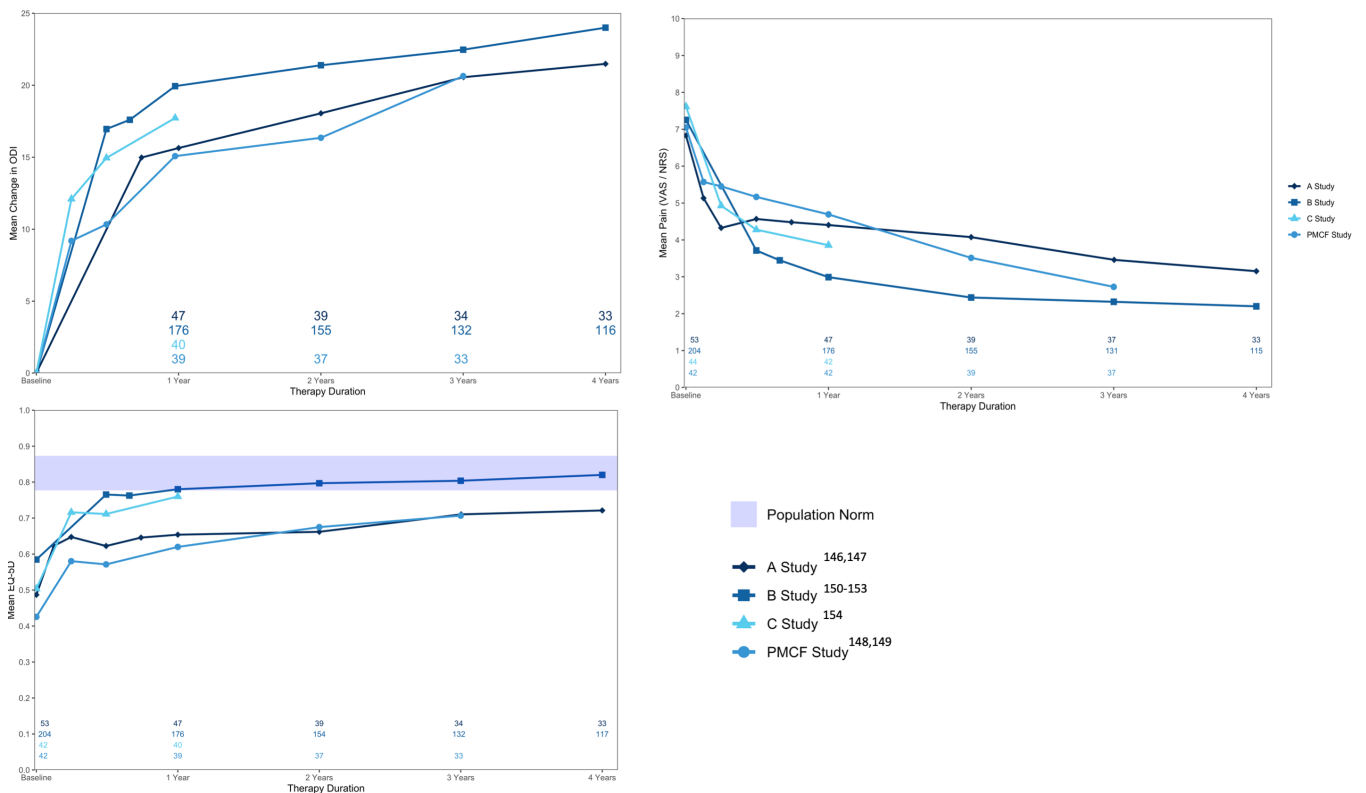 25
20
15
10
5
0
Mean Change in ODI
47 39 34 33
176 155 132 116
40
39 37 33
Baseline 1 Year 2 Years 3 Years 4 Years
Therapy Duration
10
9
8
7
6
5
4
3
2
1
0
Mean Pain (VAS / NRS)
53 47 39 37 33
204 176 155 131 115
44 42
42 42 39 37
Baseline 1 Year 2 Years 3 Years 4 Years
Therapy Duration
A Study
B Study
C Study
PMCF Study
1.0
0.9
0.8
0.7
0.6
0.5
0.4
0.3
0.2
0.1
0.0
Mean EQ-5D
53 47 39 34 33
204 176 154 132 117
42 40
42 39 37 33
Baseline 1 Year 2 Years 3 Years 4 Years
Therapy Duration
Population Norm
A Study 146,147
B Study 150-153
C Study 154
PMCF Study 148,149